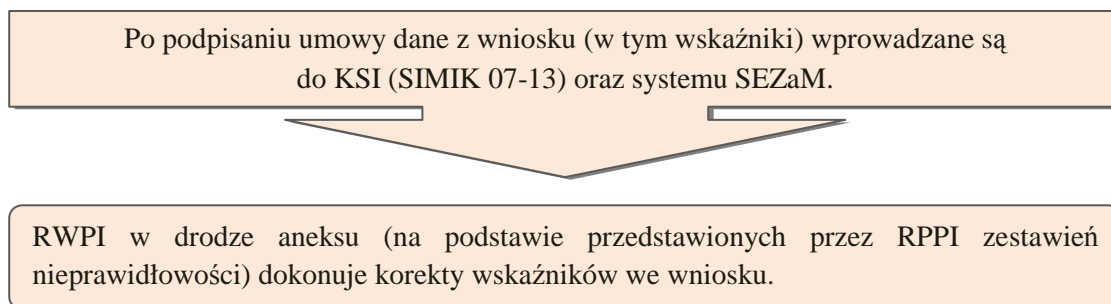 Po podpisaniu umowy dane z wniosku (w tym wskaźniki) wprowadzane są
do KSI (SIMIK 07-13) oraz systemu SEZaM.
RWPI w drodze aneksu (na podstawie przedstawionych przez RPPI zestawień
nieprawidłowości) dokonuje korekty wskaźników we wniosku.